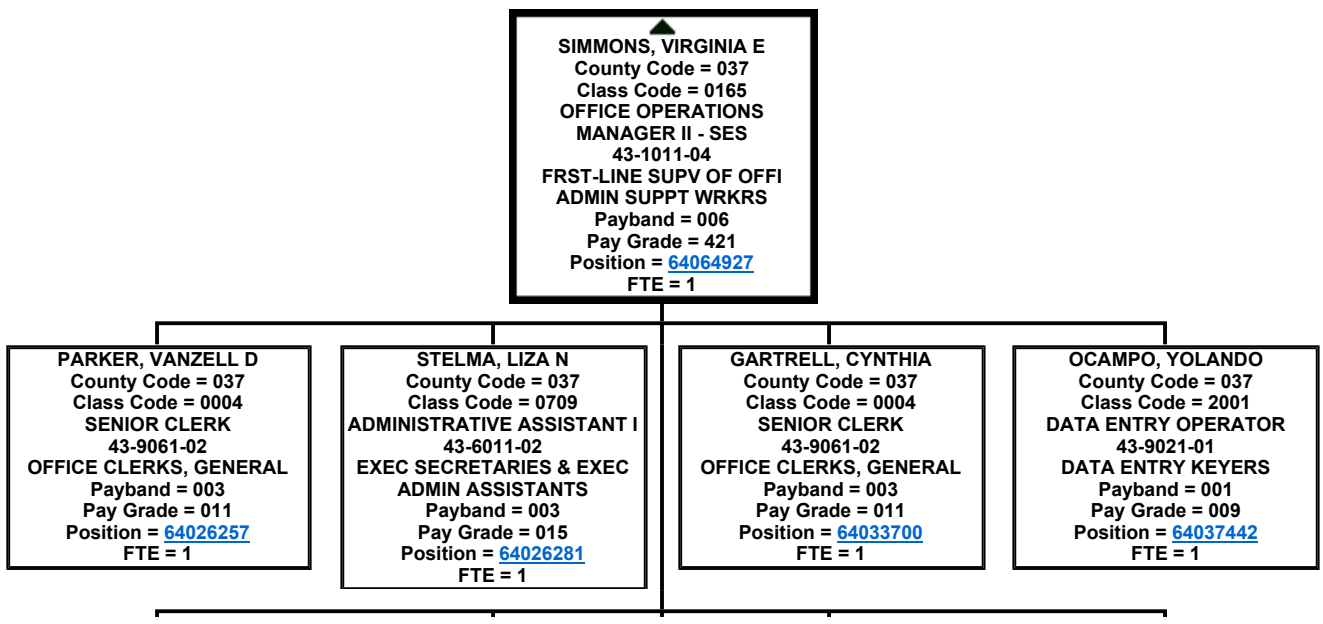 SIMMONS, VIRGINIA E
County Code = 037
Class Code = 0165
OFFICE OPERATIONS
MANAGER II - SES
43-1011-04
FRST-LINE SUPV OF OFFI
ADMIN SUPPT WRKRS
Payband = 006
Pay Grade = 421
Position = 64064927
FTE = 1
PARKER, VANZELL D
County Code = 037
Class Code = 0004
SENIOR CLERK
43-9061-02
OFFICE CLERKS, GENERAL
Payband = 003
Pay Grade = 011
Position = 64026257
FTE = 1
STELMA, LIZA N
County Code = 037
Class Code = 0709
ADMINISTRATIVE ASSISTANT I
43-6011-02
EXEC SECRETARIES & EXEC
ADMIN ASSISTANTS
Payband = 003
Pay Grade = 015
Position = 64026281
FTE = 1
GARTRELL, CYNTHIA
County Code = 037
Class Code = 0004
SENIOR CLERK
43-9061-02
OFFICE CLERKS, GENERAL
Payband = 003
Pay Grade = 011
Position = 64033700
FTE = 1
OCAMPO, YOLANDO
County Code = 037
Class Code = 2001
DATA ENTRY OPERATOR
43-9021-01
DATA ENTRY KEYERS
Payband = 001
Pay Grade = 009
Position = 64037442
FTE = 1